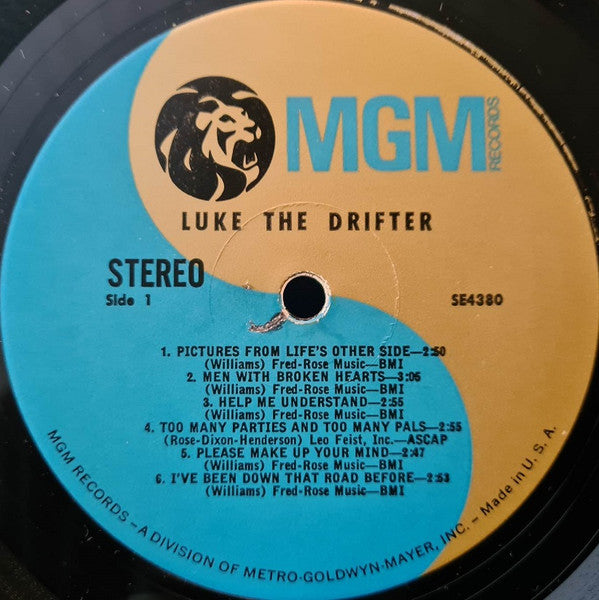 MGM
RECORDS
LUKE THE DRIFTER
STEREO
Side 1
SE4380
1. PICTURES FROM LIFE'S OTHER SIDE—2:50
(Williams) Fred-Rose Music—BMI
2. MEN WITH BROKEN HEARTS—3:06
(Williams) Fred-Rose Music—BMI
3. HELP ME UNDERSTAND—2:55
(Williams) Fred-Rose Music—BMI
4. TOO MANY PARTIES AND TOO MANY PALS—2:55
(Rose-Dixon-Henderson) Leo Feist, Inc.—ASCAP
5. PLEASE MAKE UP YOUR MIND—2:47
(Williams) Fred-Rose Music—BMI
6. I'VE BEEN DOWN THAT ROAD BEFORE—2:53
(Williams) Fred-Rose Music—BMI
MGM RECORDS – A DIVISION OF METRO-GOLDWYN-MAYER, INC. – Made in U. S. A.